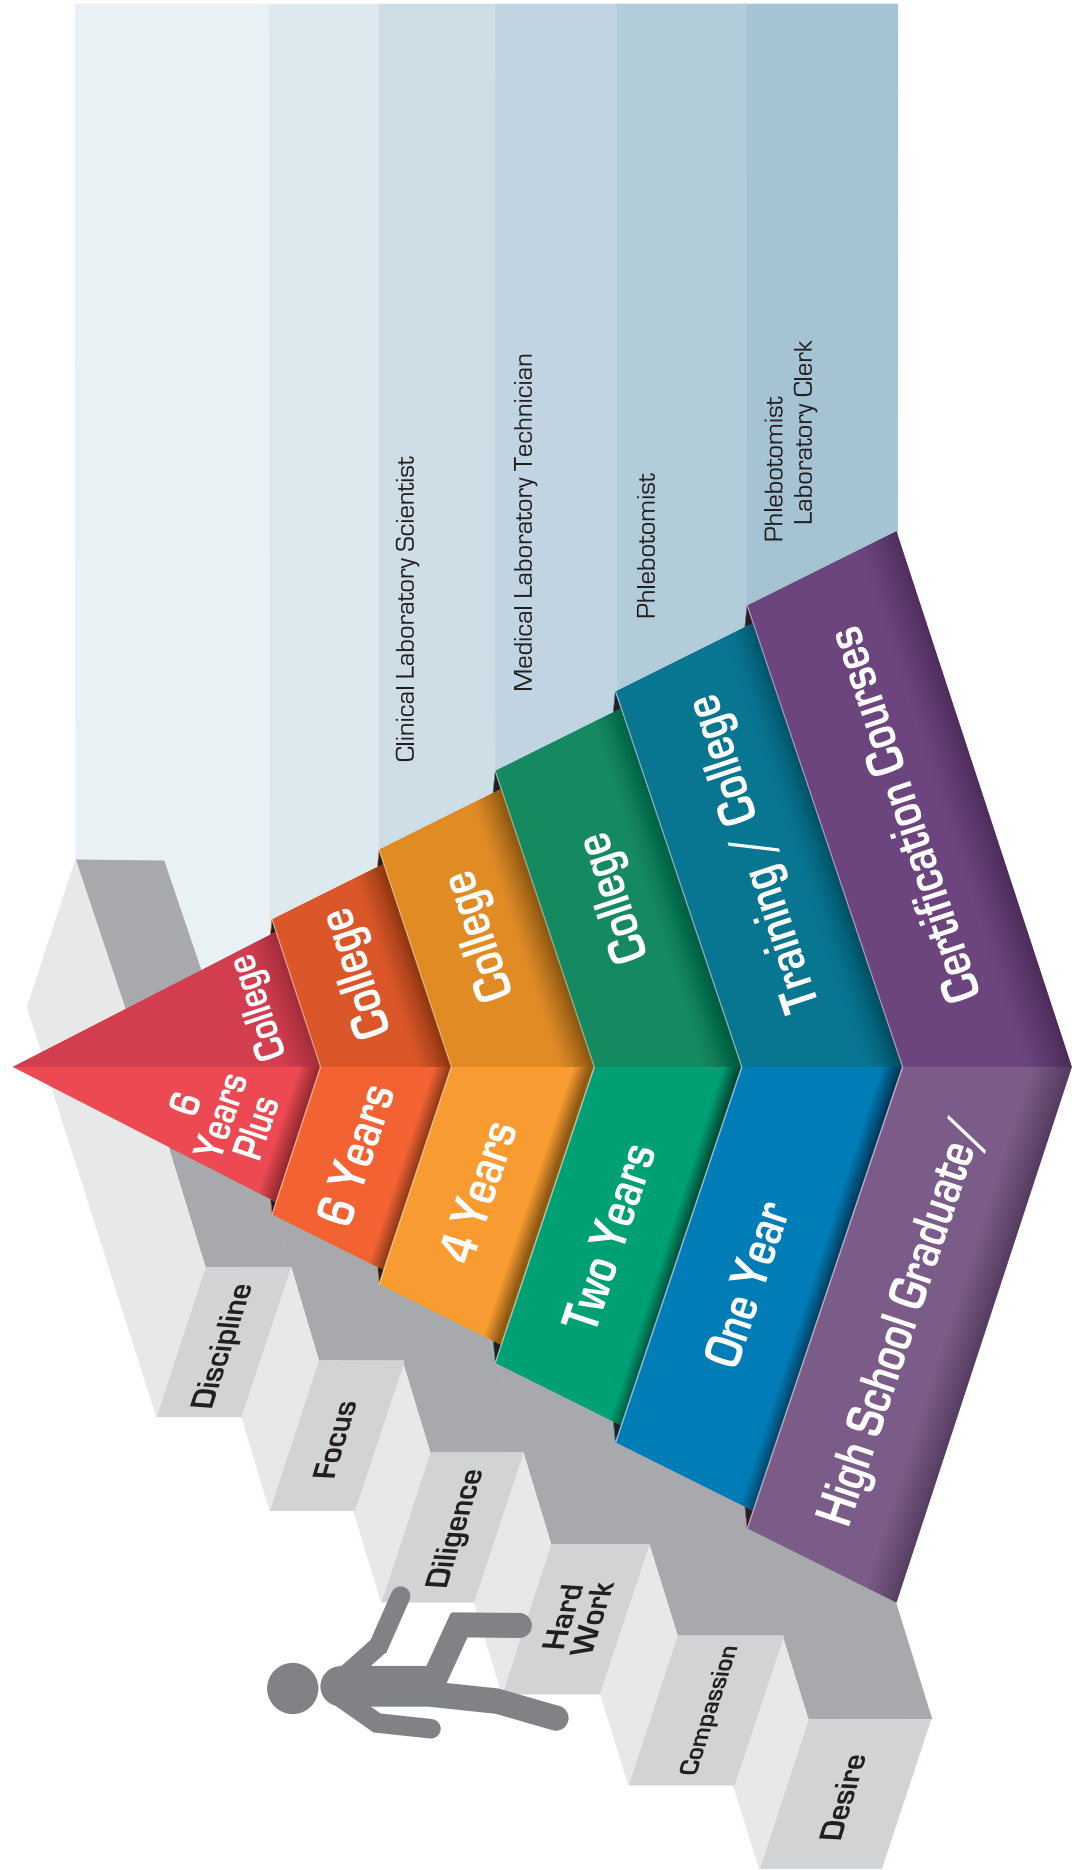 6
Years
Plus
College
6 Years
College
4 Years
College
Clinical Laboratory Scientist
Two Years
College
Medical Laboratory Technician
One Year
Training / College
Phlebotomist
High School Graduate/
Certification Courses
Phlebotomist
Laboratory Clerk
Discipline
Focus
Diligence
Hard
Work
Compassion
Desire